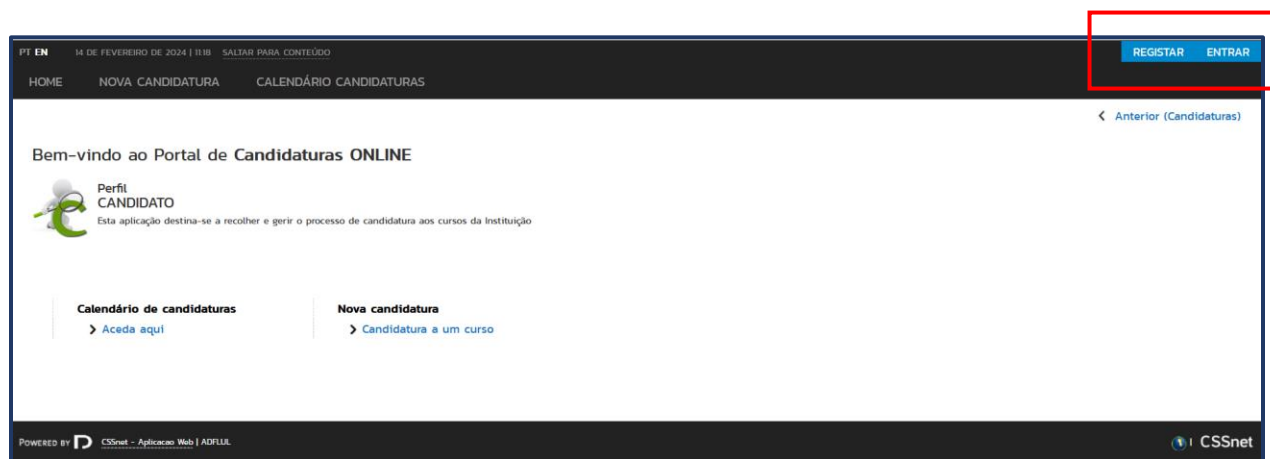 PT EN 14 DE FEVEREIRO DE 2024 | 11:18 SALTAR PARA CONTEÚDO REGISTAR ENTRAR
HOME NOVA CANDIDATURA CALENDÁRIO CANDIDATURAS
Anterior (Candidaturas)
Bem-vindo ao Portal de Candidaturas ONLINE
Perfil
CANDIDATO
Esta aplicação destina-se a recolher e gerir o processo de candidatura aos cursos da Instituição
Calendário de candidaturas Nova candidatura
Aceda aqui Candidatura a um curso
POWERED BY CSSnet - Aplicacao Web | ADFLUL CSSnet